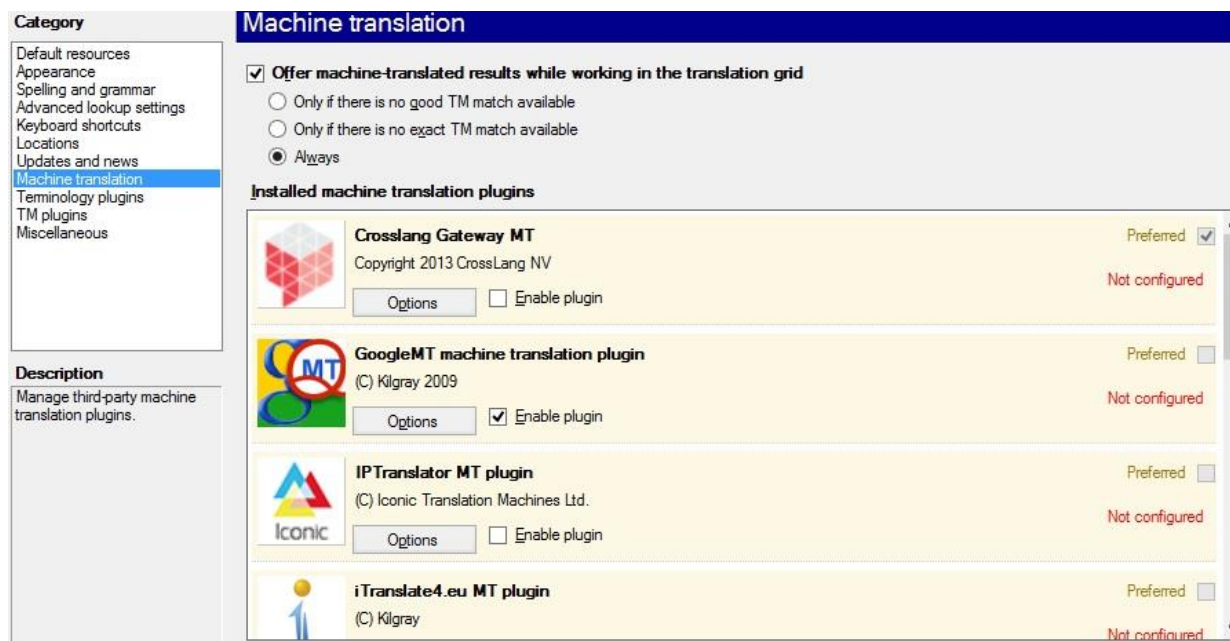 Category
Default resources
Appearance
Spelling and grammar
Advanced lookup settings
Keyboard shortcuts
Locations
Updates and news
Machine translation
Terminology plugins
TM plugins
Miscellaneous
Description
Manage third-party machine
translation plugins.
Machine translation
Offer machine-translated results while working in the translation grid
Only if there is no good TM match available
Only if there is no exact TM match available
Always
Installed machine translation plugins
Crosslang Gateway MT
Preferred
Copyright 2013 CrossLang NV
Not configured
Options
Enable plugin
MT
GoogleMT machine translation plugin
Preferred
(C) Kilgray 2009
Not configured
Options
Enable plugin
Iconic
IPTranslator MT plugin
Preferred
(C) Iconic Translation Machines Ltd.
Not configured
Options
Enable plugin
iTranslate4.eu MT plugin
Preferred
(C) Kilgray
Not configured